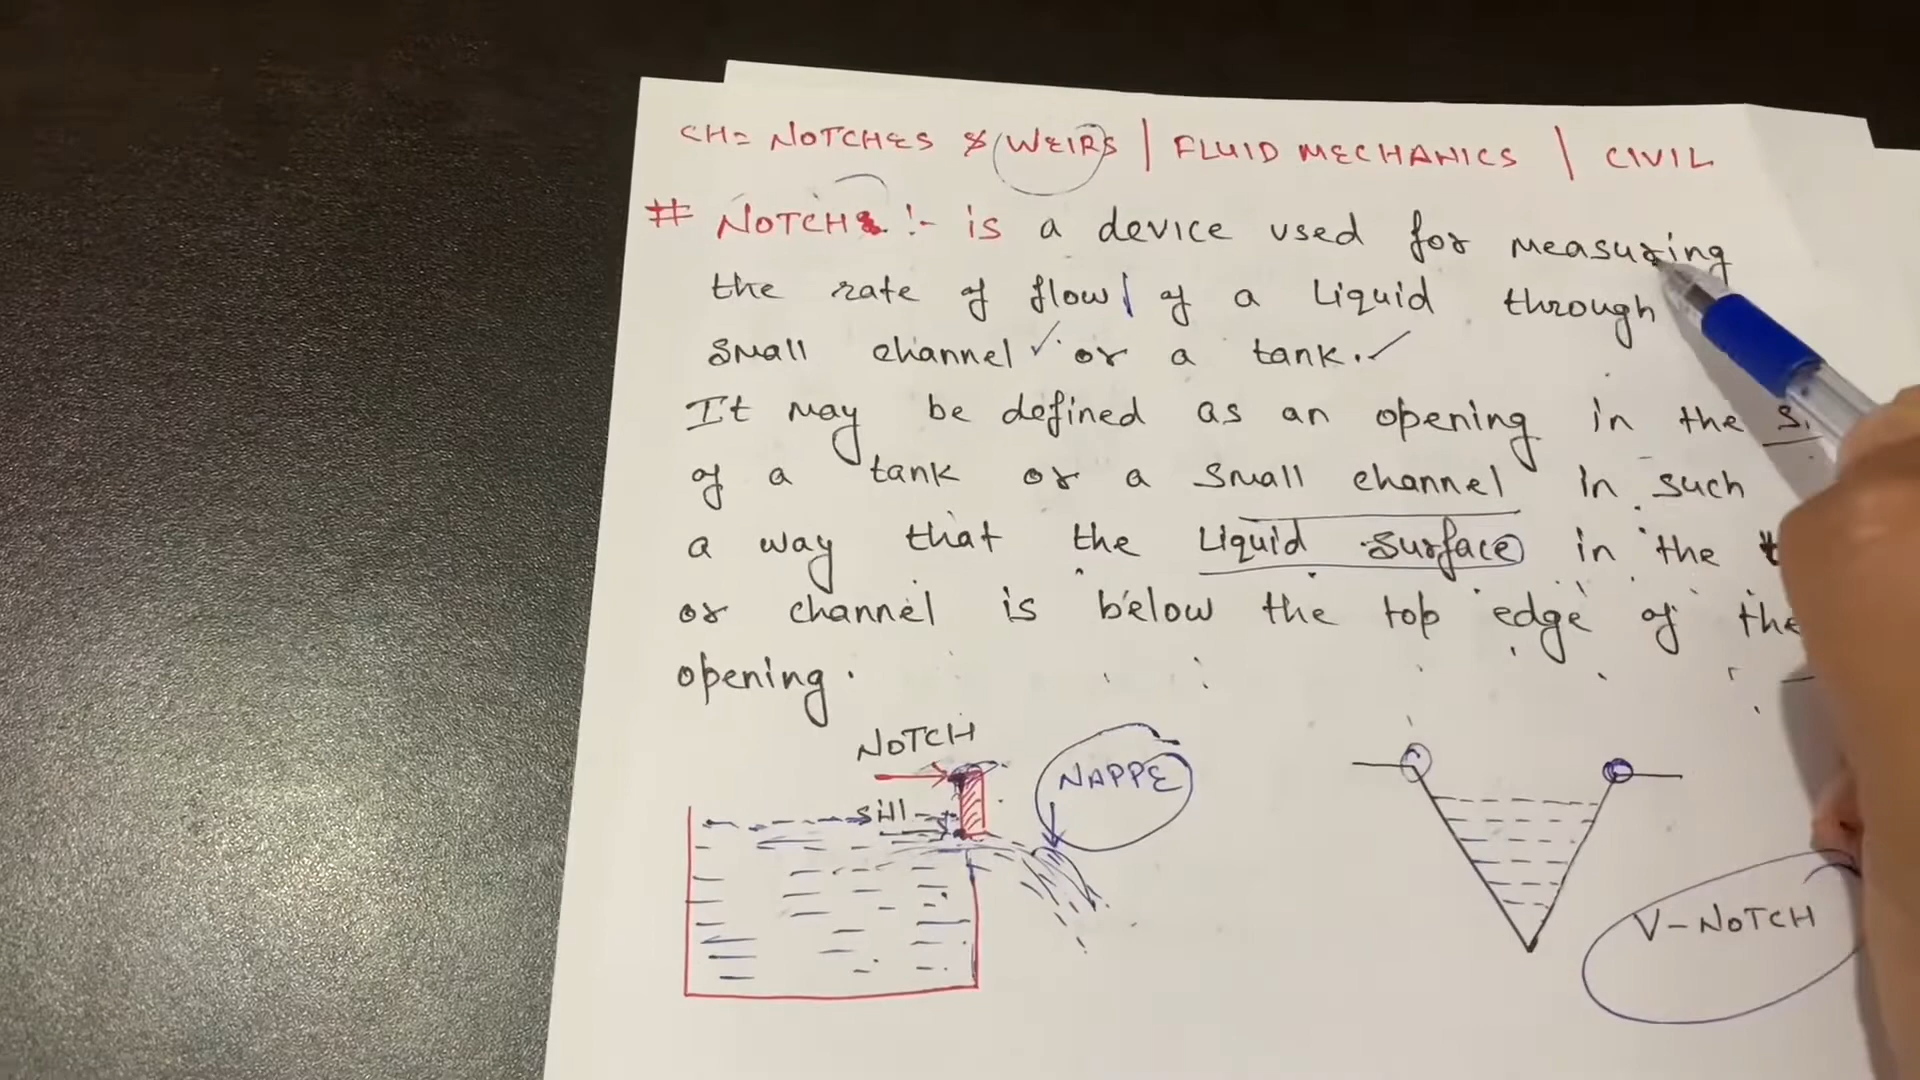 CH= NOTCHES & WEIRS | FLUID MECHANICS | CIVIL
# NOTCH :- is a device used for measuring
the rate of flow of a Liquid through
small channel or a tank.
It may be defined as an opening in the
of a tank or a small channel in such
a way that the Liquid surface in the
or channel is below the top edge of the
opening.
NOTCH
NAPPE
sill
V-NOTCH